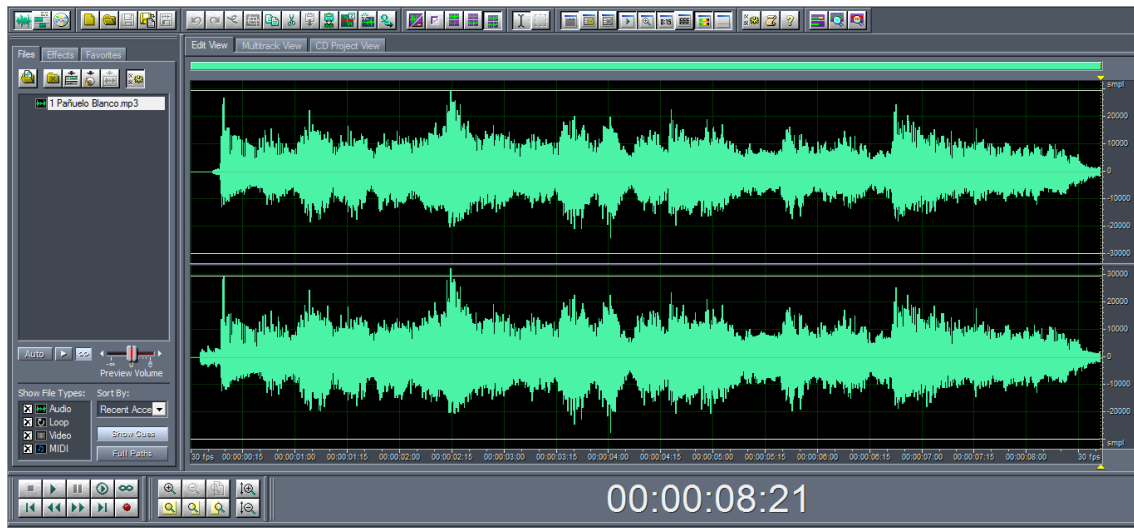 Edit View Multitrack View CD Project View
Files Effects Favorites
1 Pañuelo Blanco.mp3
smpl
20000
10000
0
-10000
-20000
-30000
30000
20000
10000
0
-10000
-20000
smpl
Auto
Preview Volume
Show File Types: Sort By:
Audio Recent Acce
Loop
Video Show Cues
MIDI Full Paths
30 fps 00:00:00:15 00:00:01:00 00:00:01:15 00:00:02:00 00:00:02:15 00:00:03:00 00:00:03:15 00:00:04:00 00:00:04:15 00:00:05:00 00:00:05:15 00:00:06:00 00:00:06:15 00:00:07:00 00:00:07:15 00:00:08:00 30 fps
00:00:08:21